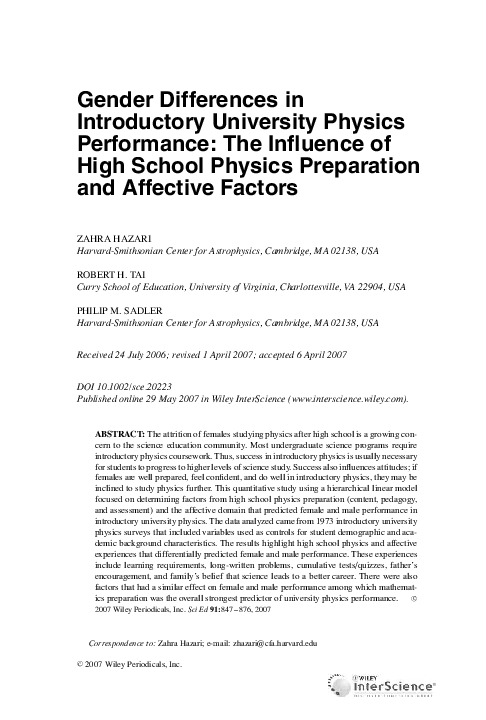 Gender Differences in
Introductory University Physics
Performance: The Influence of
High School Physics Preparation
and Affective Factors
ZAHRA HAZARI
Harvard-Smithsonian Center for Astrophysics, Cambridge, MA 02138, USA
ROBERT H. TAI
Curry School of Education, University of Virginia, Charlottesville, VA 22904, USA
PHILIP M. SADLER
Harvard-Smithsonian Center for Astrophysics, Cambridge, MA 02138, USA
Received 24 July 2006; revised 1 April 2007; accepted 6 April 2007
DOI 10.1002/sce.20223
Published online 29 May 2007 in Wiley InterScience (www.interscience.wiley.com).
ABSTRACT: The attrition of females studying physics after high school is a growing con-
cern to the science education community. Most undergraduate science programs require
introductory physics coursework. Thus, success in introductory physics is usually necessary
for students to progress to higher levels of science study. Success also influences attitudes; if
females are well prepared, feel confident, and do well in introductory physics, they may be
inclined to study physics further. This quantitative study using a hierarchical linear model
focused on determining factors from high school physics preparation (content, pedagogy,
and assessment) and the affective domain that predicted female and male performance in
introductory university physics. The data analyzed came from 1973 introductory university
physics surveys that included variables used as controls for student demographic and aca-
demic background characteristics. The results highlight high school physics and affective
experiences that differentially predicted female and male performance. These experiences
include learning requirements, long-written problems, cumulative tests/quizzes, father's
encouragement, and family's belief that science leads to a better career. There were also
factors that had a similar effect on female and male performance among which mathemat-
ics preparation was the overall strongest predictor of university physics performance. ©
2007 Wiley Periodicals, Inc. Sci Ed 91:847–876, 2007
Correspondence to: Zahra Hazari; e-mail: zhazari@cfa.harvard.edu
© 2007 Wiley Periodicals, Inc.
WILEY
InterScience®